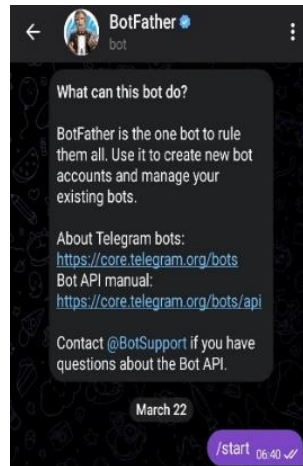 BotFather
bot
What can this bot do?
BotFather is the one bot to rule
them all. Use it to create new bot
accounts and manage your
existing bots.
About Telegram bots:
https://core.telegram.org/bots
Bot API manual:
https://core.telegram.org/bots/api
Contact @BotSupport if you have
questions about the Bot API.
March 22
/start 06:40